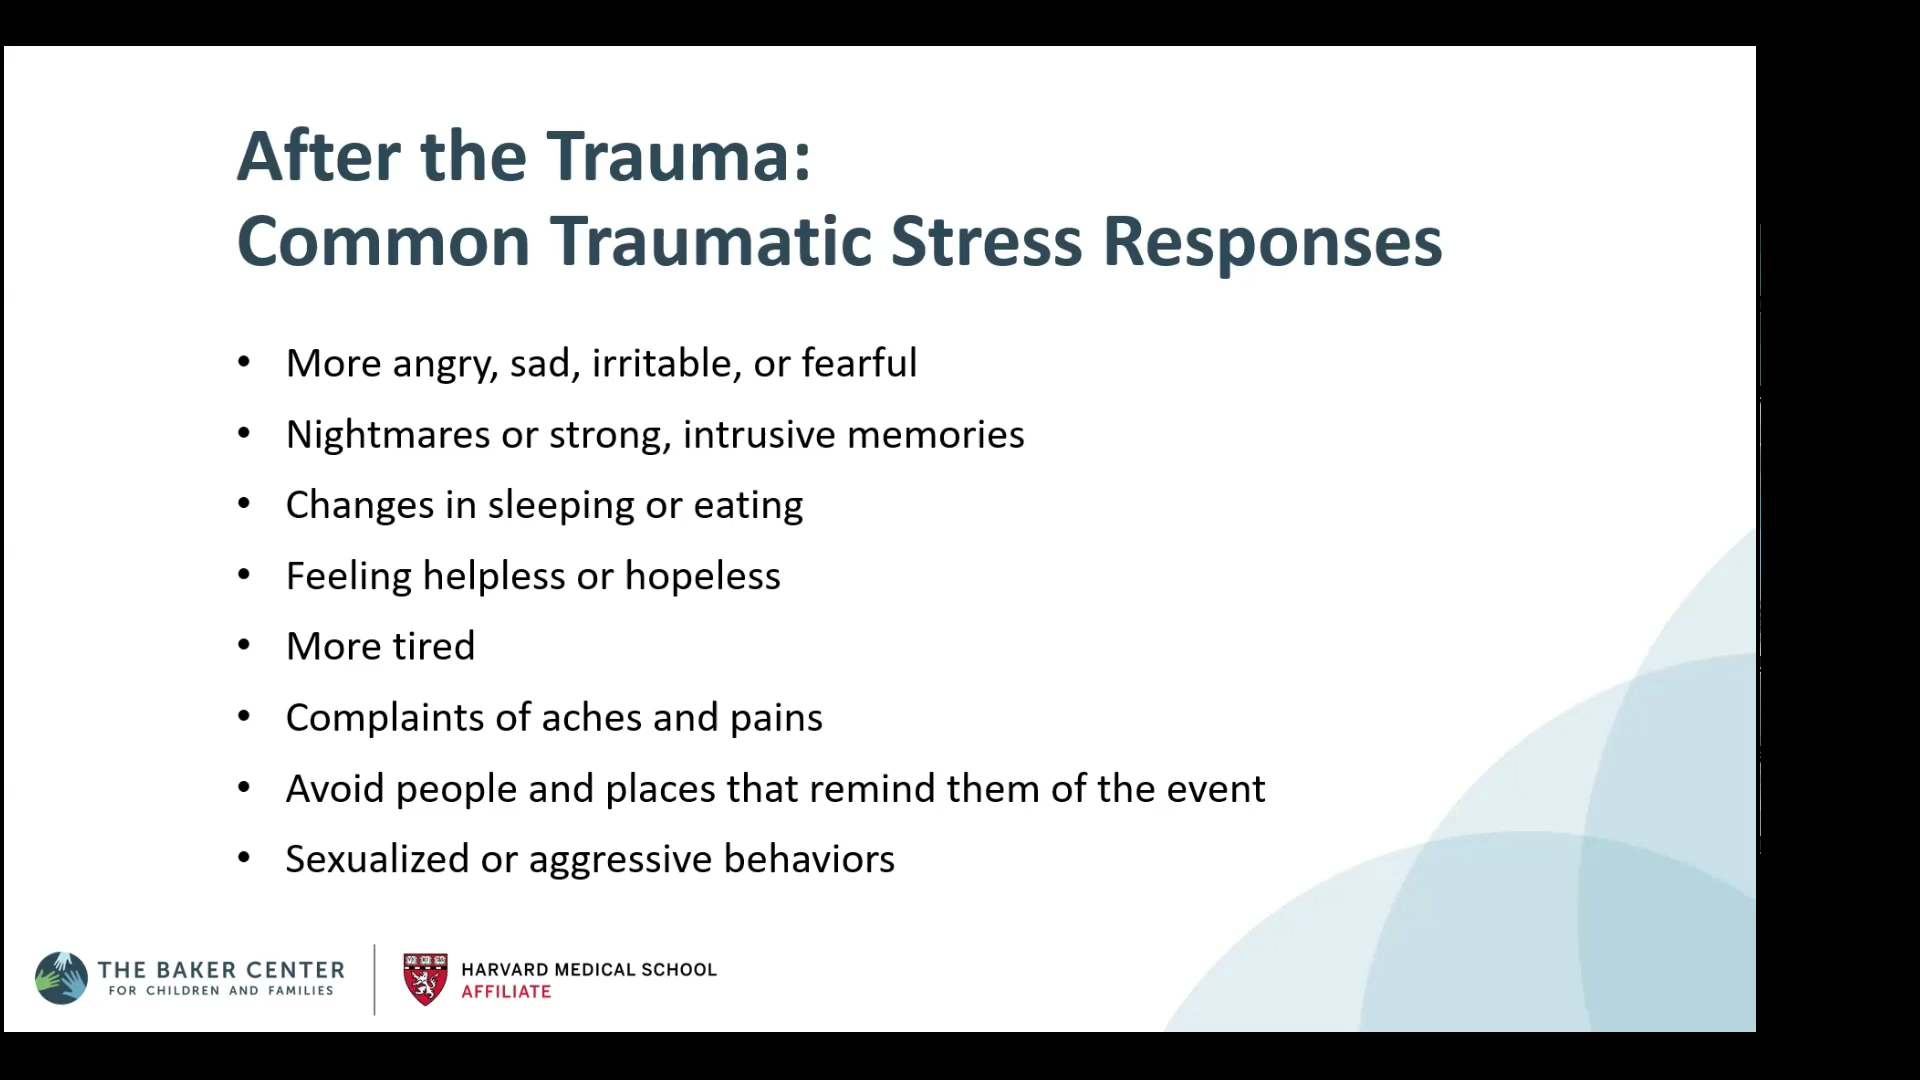 After the Trauma:
Common Traumatic Stress Responses
• More angry, sad, irritable, or fearful
• Nightmares or strong, intrusive memories
• Changes in sleeping or eating
• Feeling helpless or hopeless
• More tired
• Complaints of aches and pains
• Avoid people and places that remind them of the event
• Sexualized or aggressive behaviors
THE BAKER CENTER
FOR CHILDREN AND FAMILIES
HARVARD MEDICAL SCHOOL
AFFILIATE